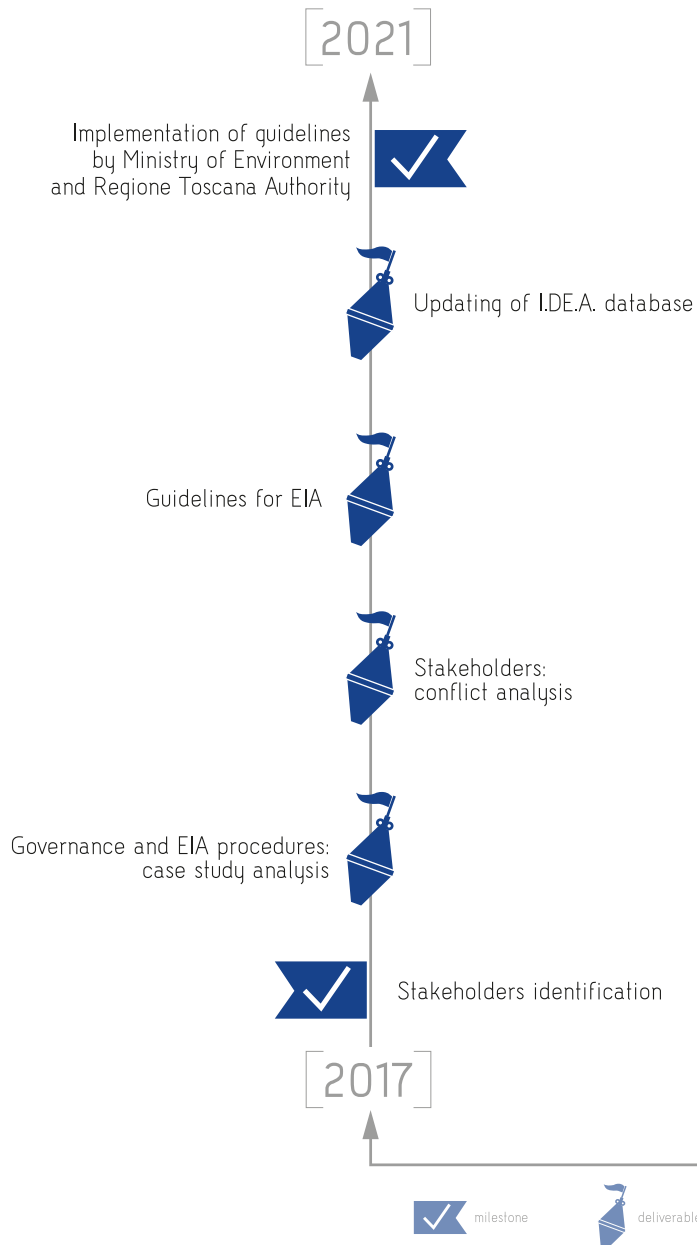 [2021]
Implementation of guidelines
by Ministry of Environment
and Regione Toscana Authority
Updating of I.DE.A. database
Guidelines for EIA
Stakeholders:
conflict analysis
Governance and EIA procedures:
case study analysis
Stakeholders identification
[2017]
milestone
deliverable